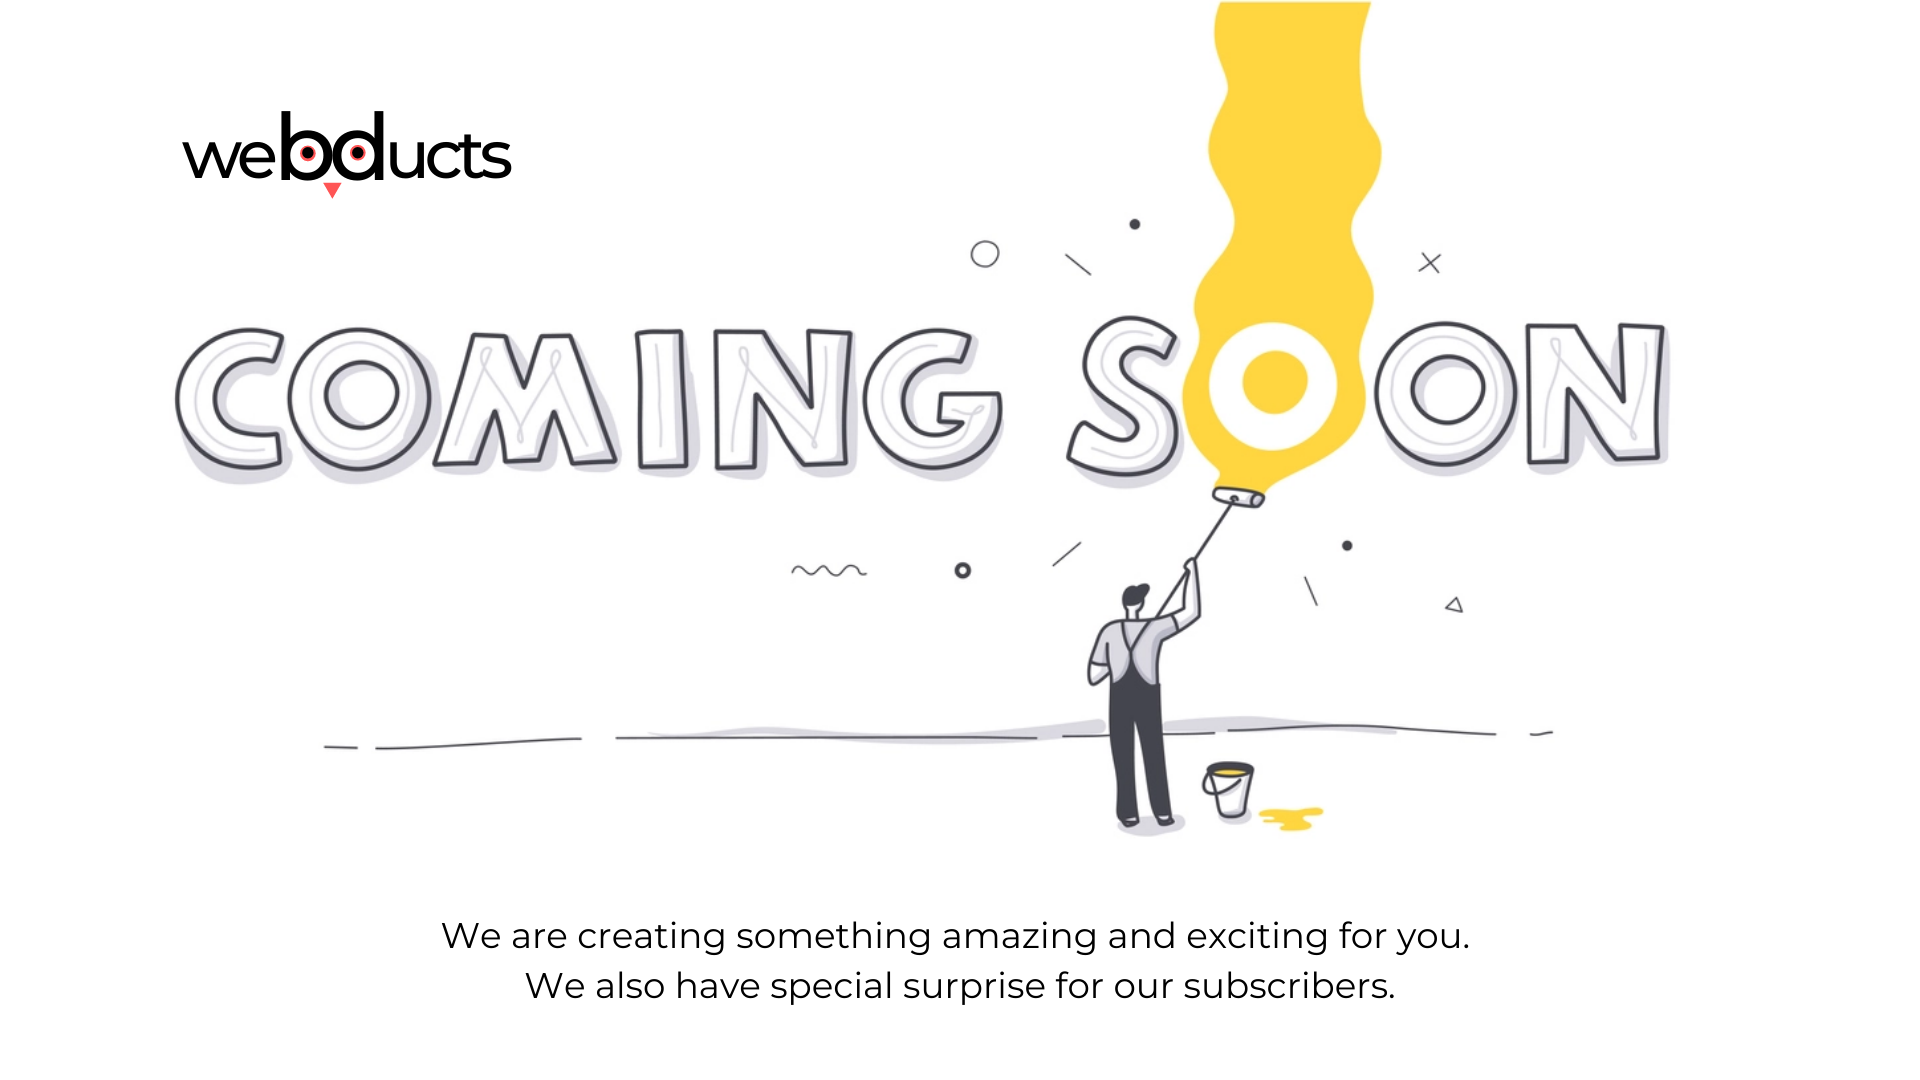 webducts
COMING SOON
We are creating something amazing and exciting for you.
We also have special surprise for our subscribers.